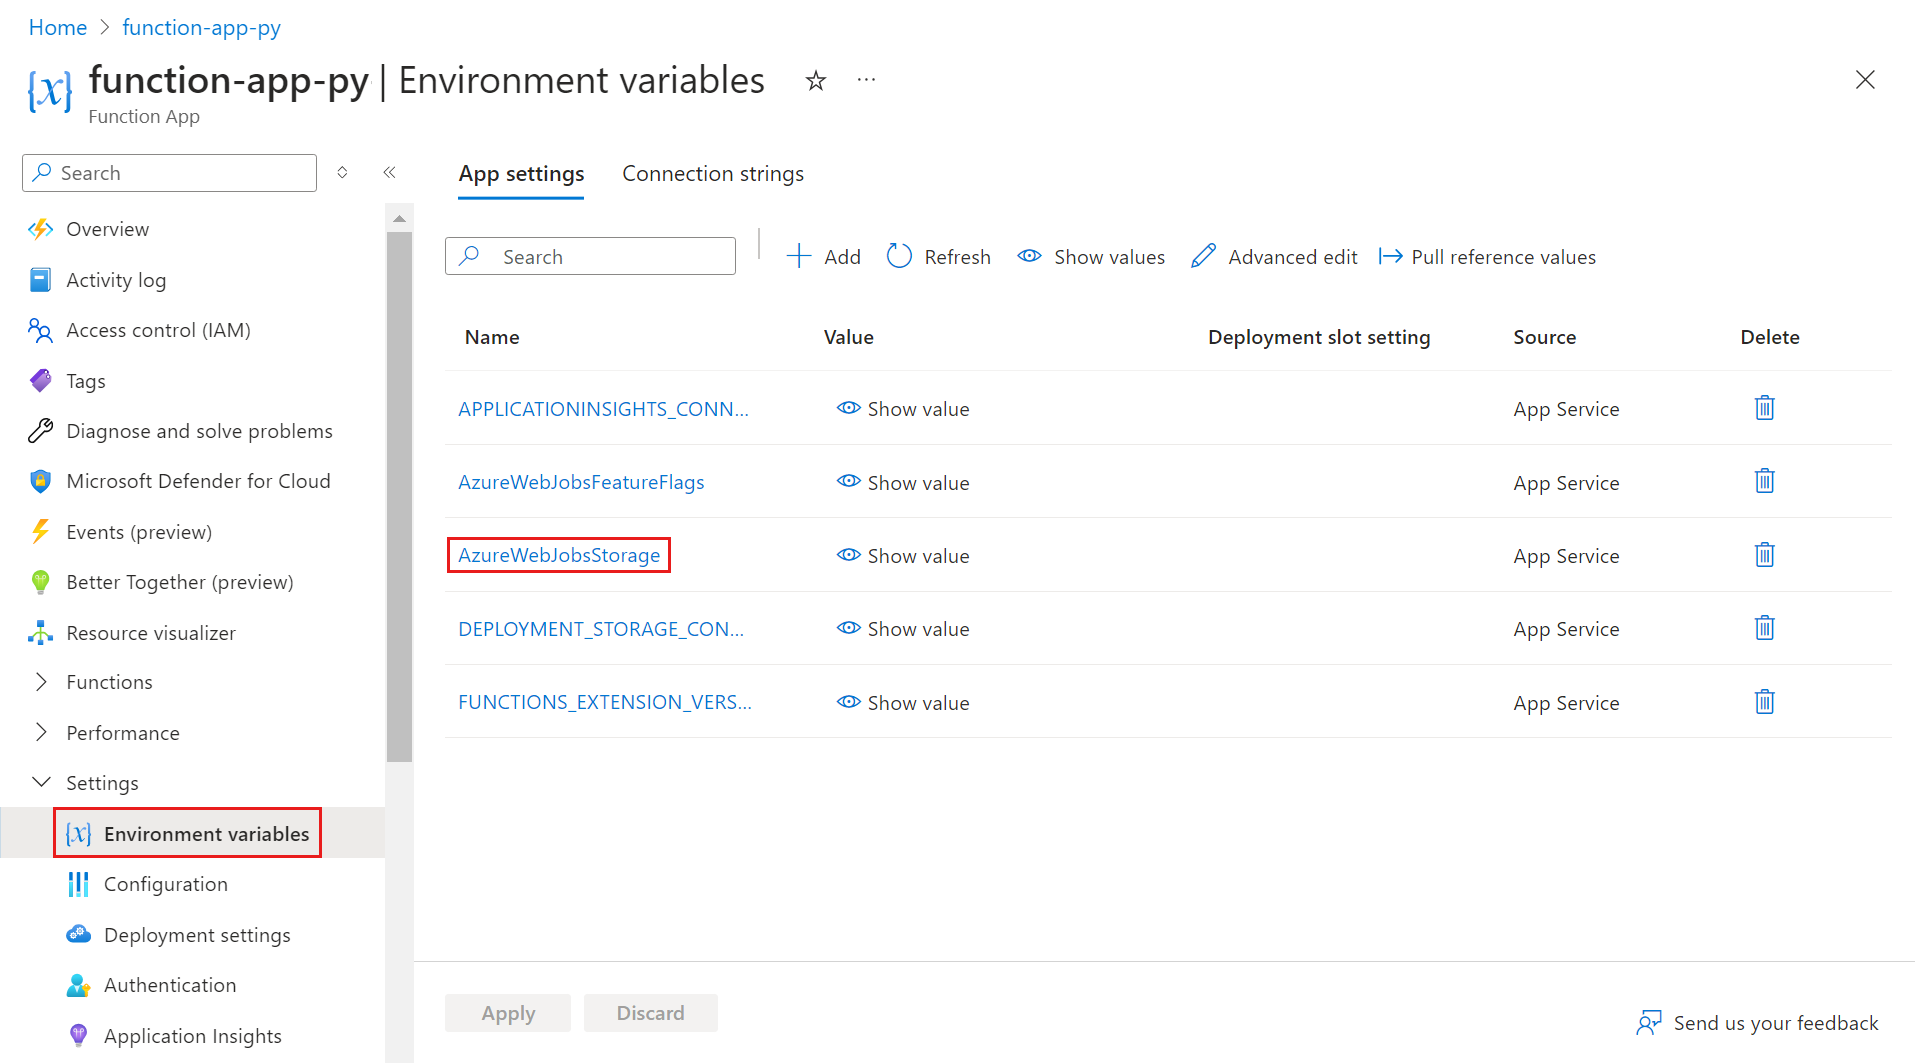 Home > function-app-py
function-app-py | Environment variables
Function App
Search
Overview
Activity log
Access control (IAM)
Tags
Diagnose and solve problems
Microsoft Defender for Cloud
Events (preview)
Better Together (preview)
Resource visualizer
Functions
Performance
Settings
Environment variables
Configuration
Deployment settings
Authentication
Application Insights
App settings Connection strings
Search Add Refresh Show values Advanced edit Pull reference values
Name Value Deployment slot setting Source Delete
APPLICATIONINSIGHTS_CONN... Show value App Service
AzureWebJobsFeatureFlags Show value App Service
AzureWebJobsStorage Show value App Service
DEPLOYMENT_STORAGE_CON... Show value App Service
FUNCTIONS_EXTENSION_VERS... Show value App Service
Apply Discard
Send us your feedback